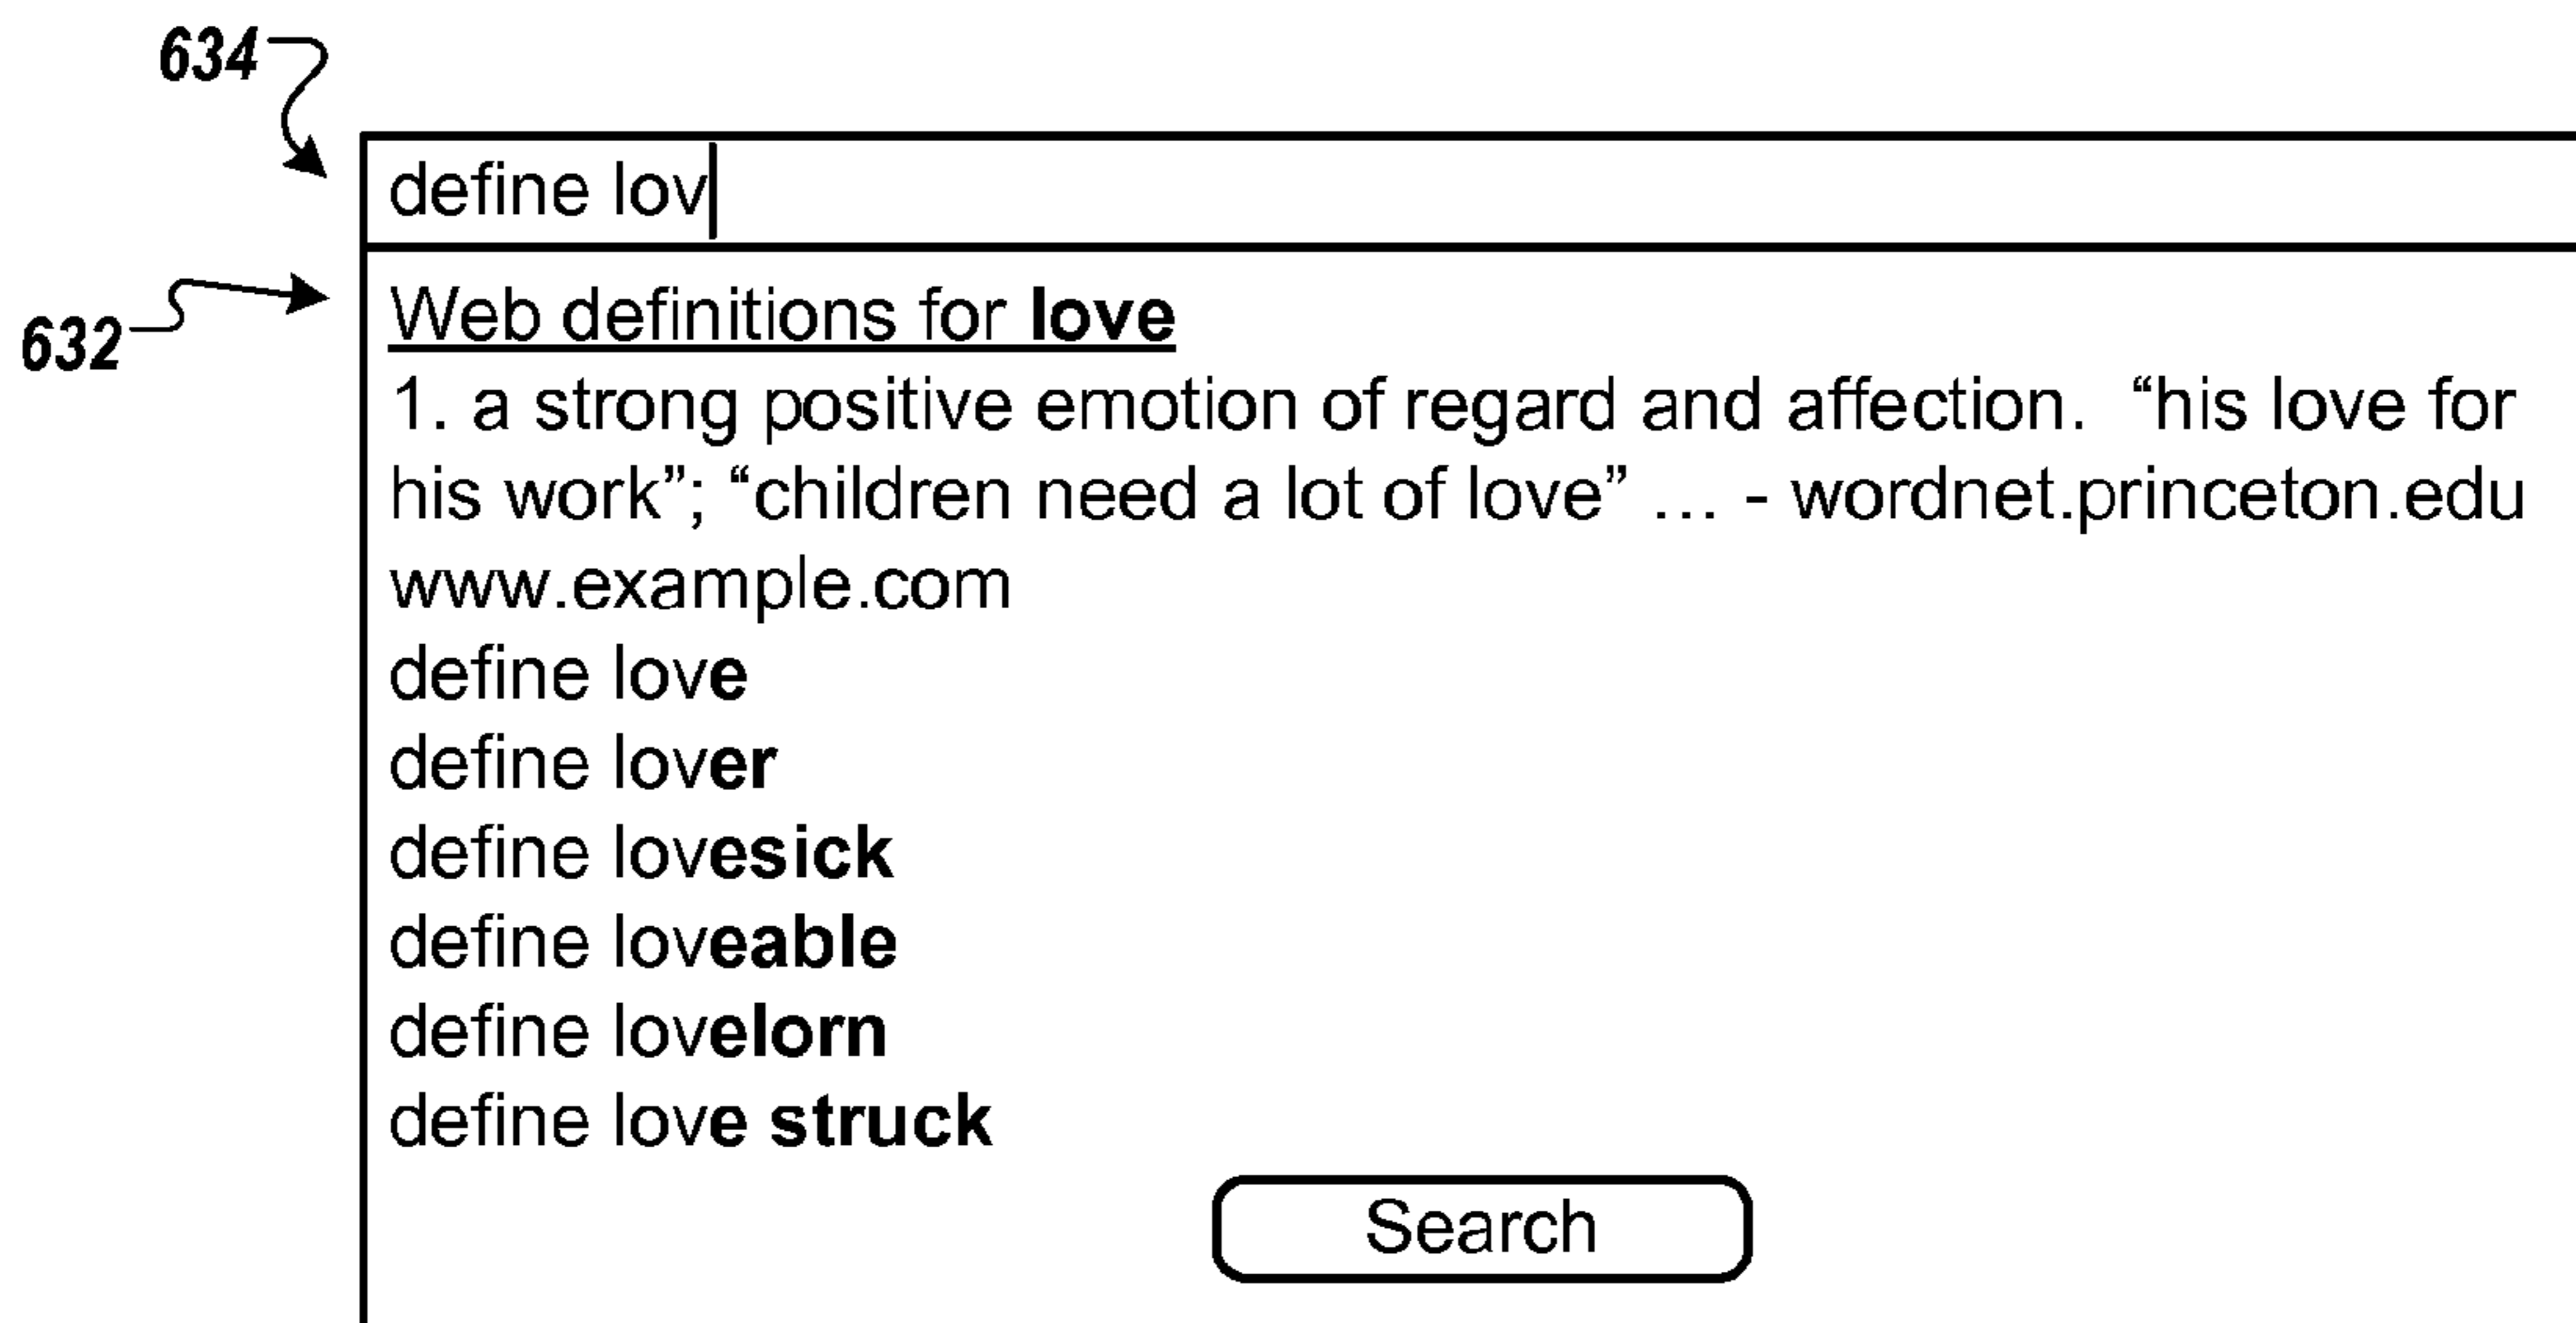 634
define lov
632
Web definitions for love
1. a strong positive emotion of regard and affection.  “his love for
his work”; “children need a lot of love” … - wordnet.princeton.edu
www.example.com
define love
define lover
define lovesick
define loveable
define lovelorn
define love struck
Search